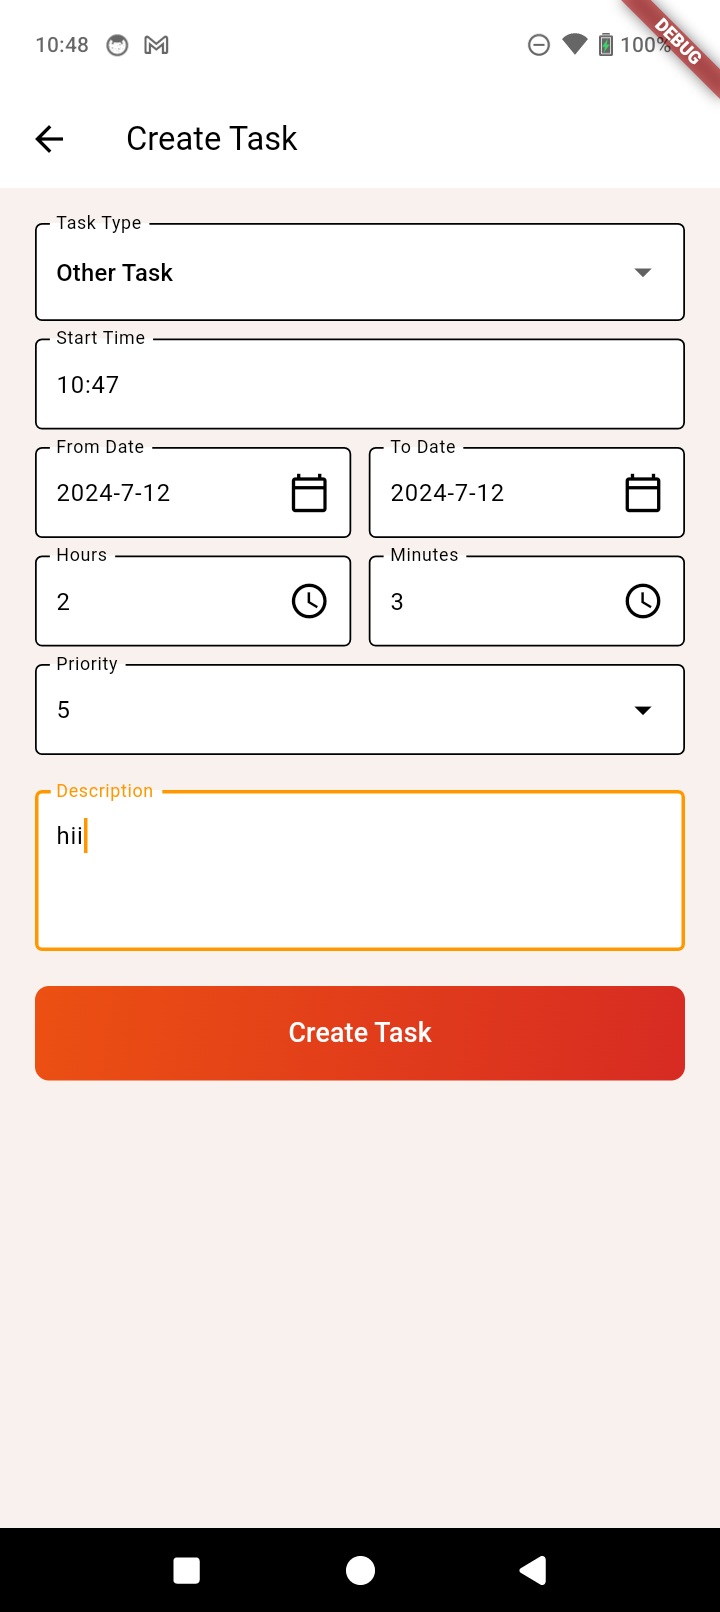 10:48 100%
DEBUG
Create Task
Task Type
Other Task
Start Time
10:47
From Date To Date
2024-7-12 2024-7-12
Hours Minutes
2 3
Priority
5
Description
hii
Create Task